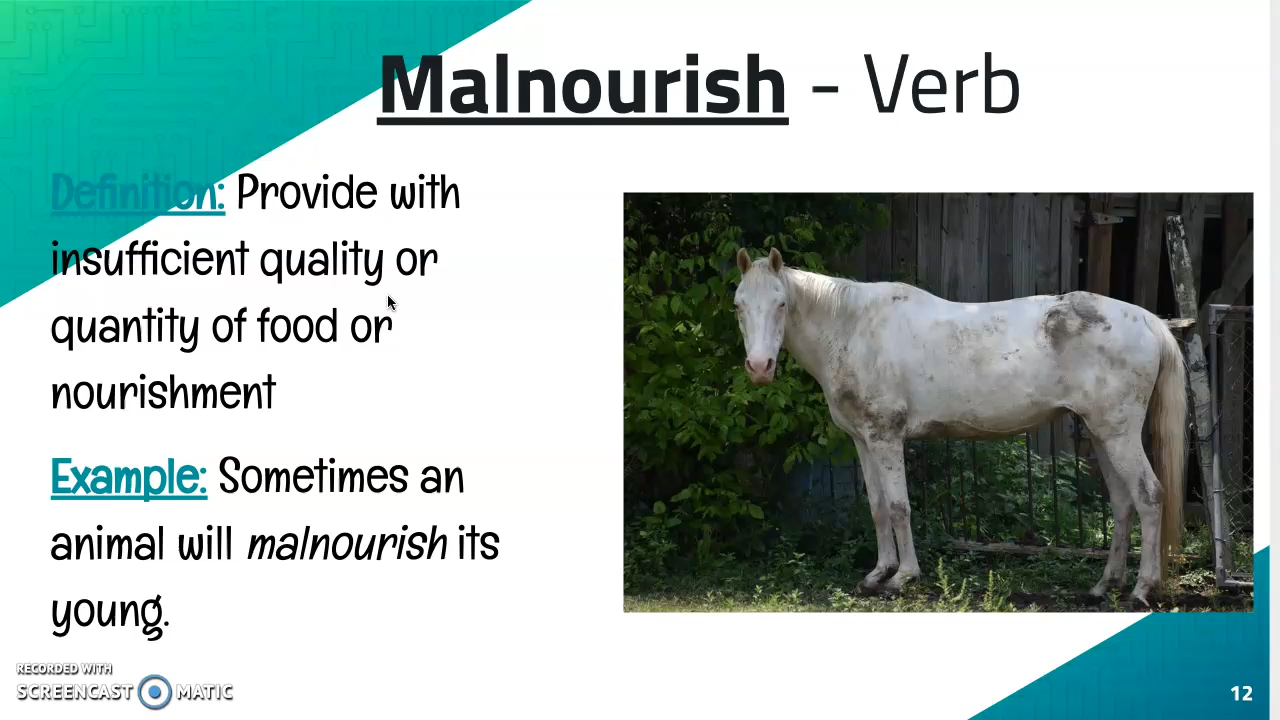 Malnourish - Verb
Definition: Provide with
insufficient quality or
quantity of food or
nourishment
Example: Sometimes an
animal will malnourish its
young.
RECORDED WITH
SCREENCAST MATIC
12